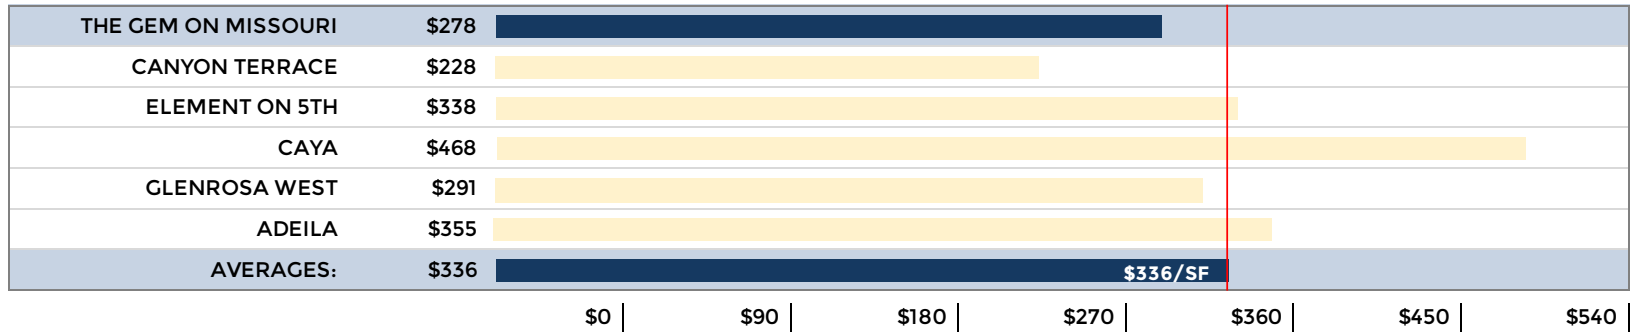 THE GEM ON MISSOURI $278
CANYON TERRACE $228
ELEMENT ON 5TH $338
CAYA $468
GLENROSA WEST $291
ADEILA $355
AVERAGES: $336 $336/SF
$0 $90 $180 $270 $360 $450 $540